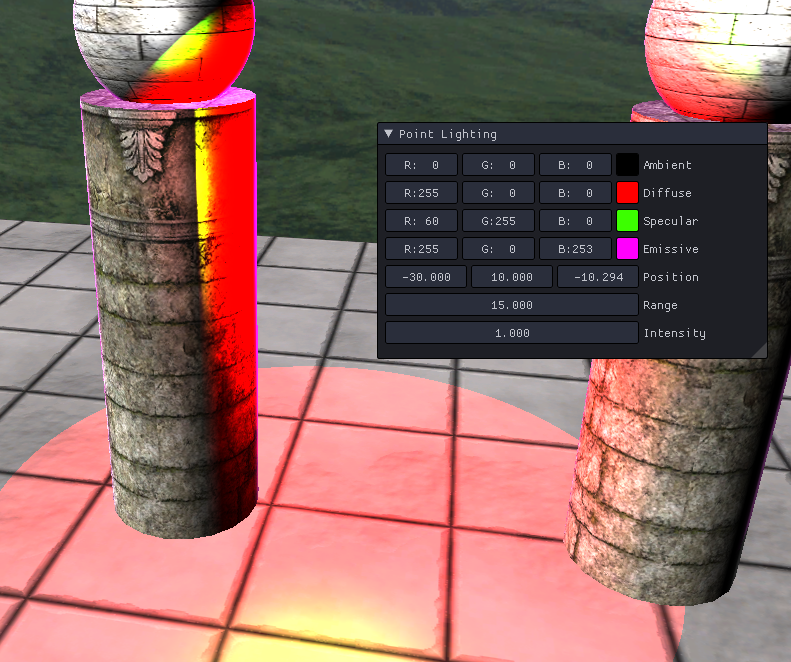 Point Lighting
R: 0 G: 0 B: 0 Ambient
R:255 G: 0 B: 0 Diffuse
R: 60 G:255 B: 0 Specular
R:255 G: 0 B:253 Emissive
-30.000 10.000 -10.294 Position
15.000 Range
1.000 Intensity